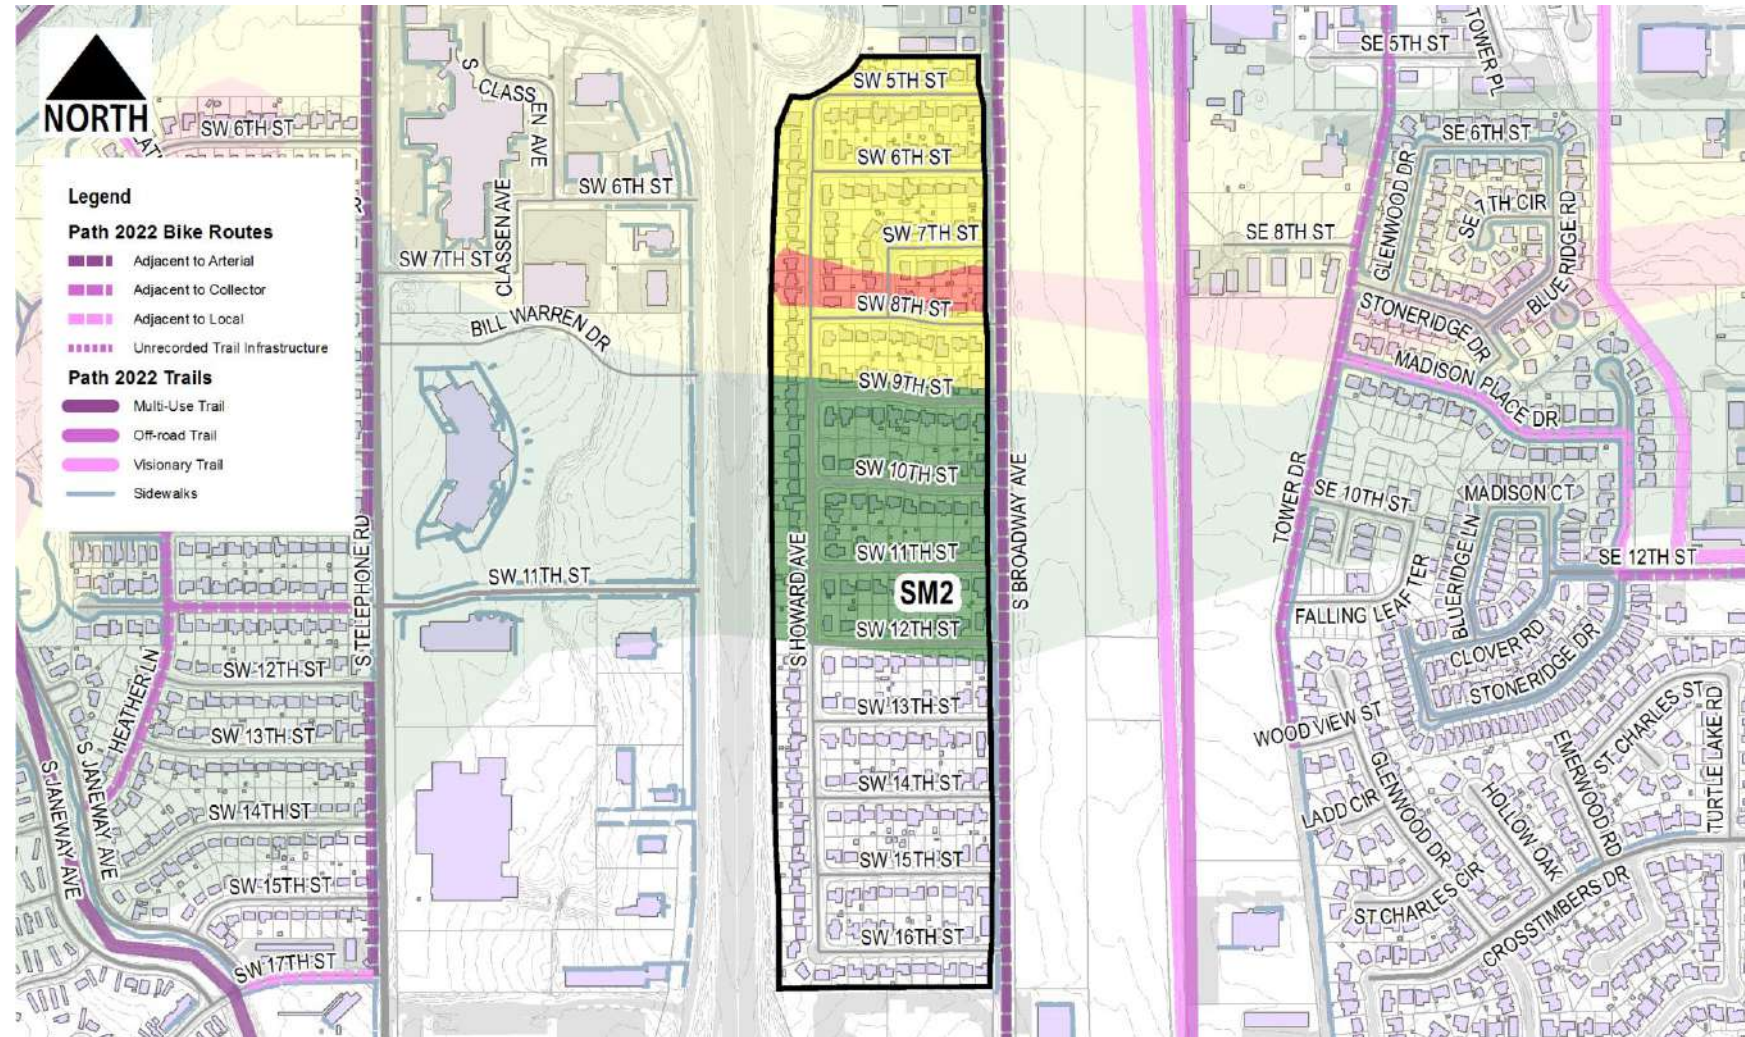 NORTH
Legend
Path 2022 Bike Routes
Adjacent to Arterial
Adjacent to Collector
Adjacent to Local
Unrecorded Trail Infrastructure
Path 2022 Trails
Multi-Use Trail
Off-road Trail
Visionary Trail
Sidewalks
SW 6TH ST
S CLASSEN AVE
CLASSEN AVE
SW 6TH ST
SW 7TH ST
BILL WARREN DR
S TELEPHONE RD
SW 11TH ST
HEATHER LN
SW 12TH ST
SW 13TH ST
SW 14TH ST
SW 15TH ST
SW 17TH ST
S JANEWAY AVE
S JANEWAY AVE
SW 5TH ST
SW 6TH ST
SW 7TH ST
SW 8TH ST
SW 9TH ST
SW 10TH ST
SW 11TH ST
SM2
SW 12TH ST
SW 13TH ST
SW 14TH ST
SW 15TH ST
SW 16TH ST
S HOWARD AVE
S BROADWAY AVE
SE 5TH ST
TOWER PL
SE 6TH ST
GLENWOOD DR
SE 7TH CIR
BLUERIDGE RD
SE 8TH ST
STONERIDGE DR
MADISON PLACE DR
TOWER DR
SE 10TH ST
MADISON CT
BLUERIDGE LN
SE 12TH ST
FALLING LEAF TER
CLOVER RD
STONERIDGE DR
WOOD VIEW ST
ST CHARLES ST
EMERWOOD RD
TURTLE LAKE RD
GLENWOOD DR
LADD CIR
HOLLOW OAK
ST CHARLES CIR
CROSSTIMBERS DR